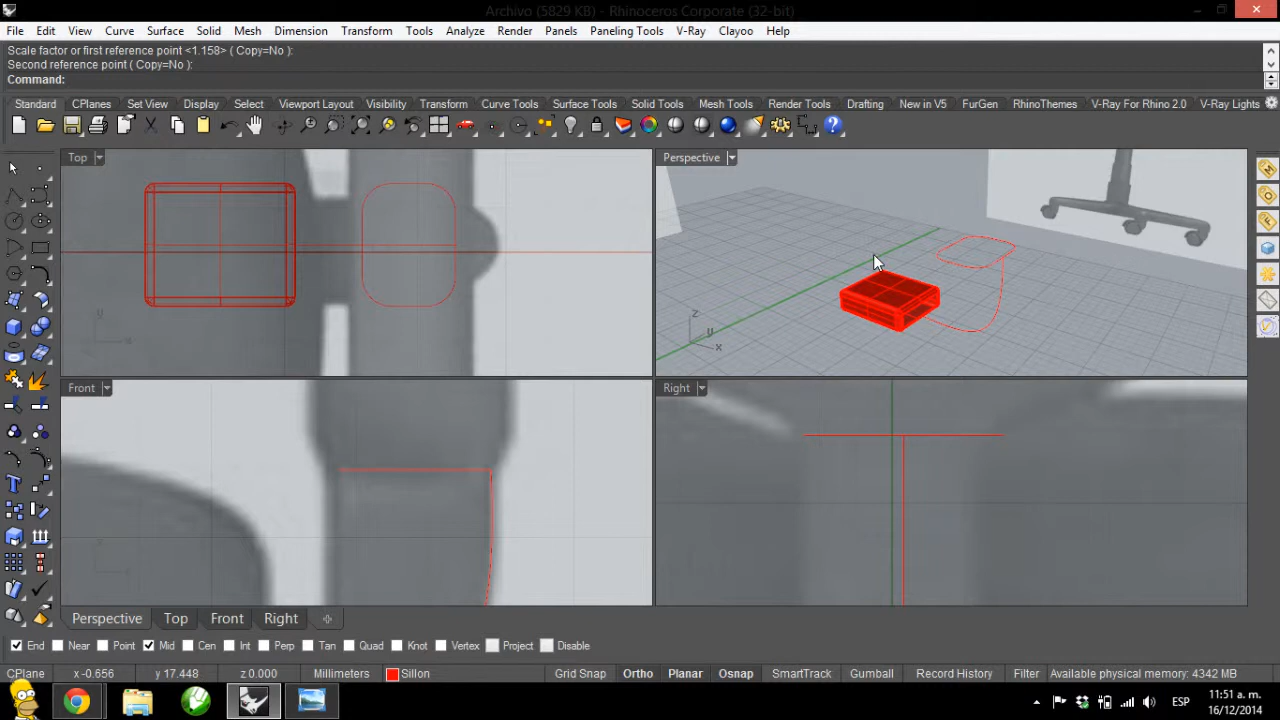 Archivo (5829 KB) - Rhinoceros Corporate (32-bit)
File Edit View Curve Surface Solid Mesh Dimension Transform Tools Analyze Render Panels Paneling Tools V-Ray Clayoo Help
Scale factor or first reference point <1.158> ( Copy=No ):
Second reference point ( Copy=No ):
Command:
Standard CPlanes Set View Display Select Viewport Layout Visibility Transform Curve Tools Surface Tools Solid Tools Mesh Tools Render Tools Drafting New in V5 FurGen RhinoThemes V-Ray For Rhino 2.0 V-Ray Lights
Top
Perspective
z
y
x
y
x
Front
Right
Perspective Top Front Right
End Near Point Mid Cen Int Perp Tan Quad Knot Vertex Project Disable
CPlane x -0.656 y 17.448 z 0.000 Millimeters Sillon Grid Snap Ortho Planar Osnap SmartTrack Gumball Record History Filter Available physical memory: 4342 MB
ESP
11:51 a. m.
16/12/2014